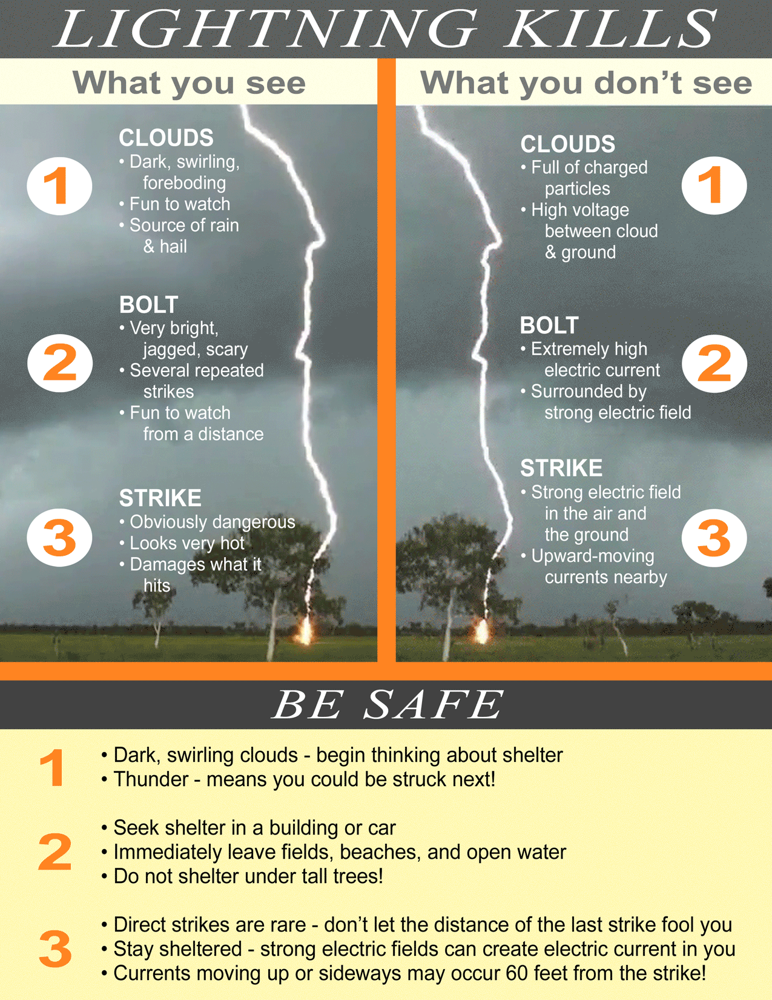 LIGHTNING KILLS
What you see
1
CLOUDS
• Dark, swirling,
foreboding
• Fun to watch
• Source of rain
& hail
2
BOLT
• Very bright,
jagged, scary
• Several repeated
strikes
• Fun to watch
from a distance
3
STRIKE
• Obviously dangerous
• Looks very hot
• Damages what it
hits
What you don’t see
CLOUDS
• Full of charged
particles
• High voltage
between cloud
& ground
1
BOLT
• Extremely high
electric current
• Surrounded by
strong electric field
2
STRIKE
• Strong electric field
in the air and
the ground
• Upward-moving
currents nearby
3
BE SAFE
1
• Dark, swirling clouds - begin thinking about shelter
• Thunder - means you could be struck next!
2
• Seek shelter in a building or car
• Immediately leave fields, beaches, and open water
• Do not shelter under tall trees!
3
• Direct strikes are rare - don’t let the distance of the last strike fool you
• Stay sheltered - strong electric fields can create electric current in you
• Currents moving up or sideways may occur 60 feet from the strike!